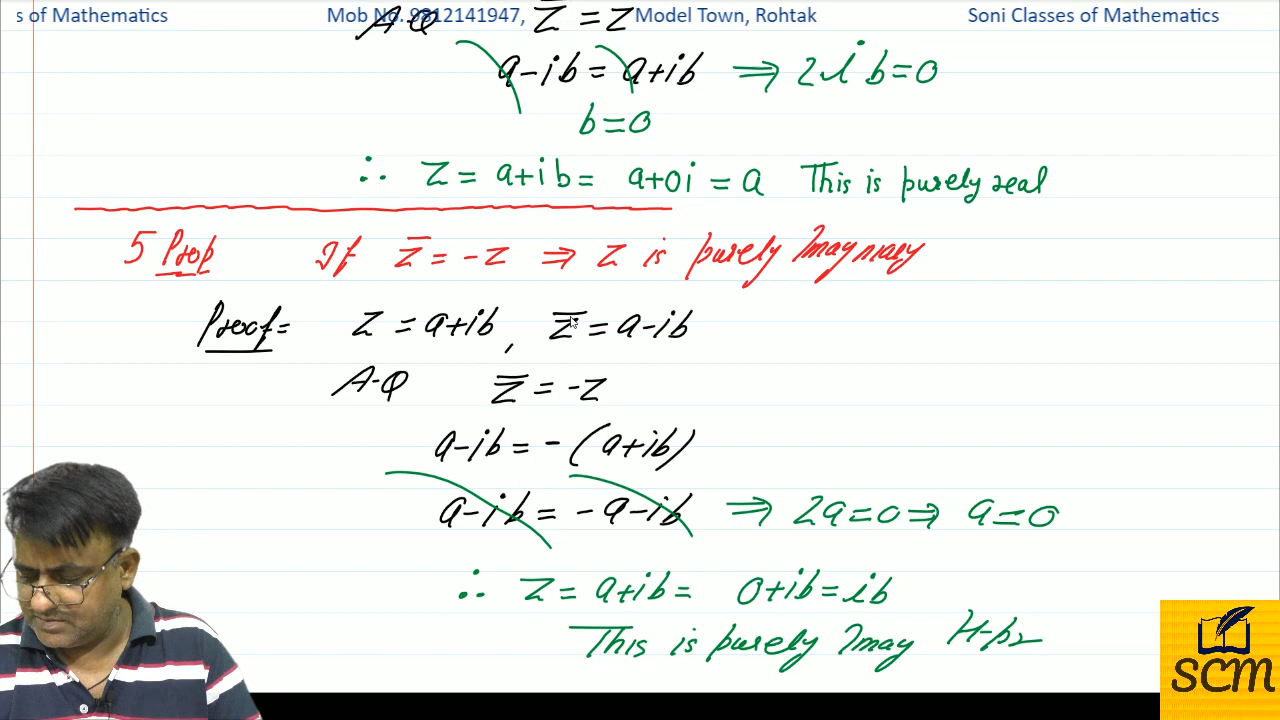 s of Mathematics Mob No. 9812141947, Model Town, Rohtak Soni Classes of Mathematics
A-Q z̅ = z
a-ib = a+ib ⇒ 2ib=0
b=0
∴ z = a+ib = a+0i = a This is purely real
5 Prop If z̅ = -z ⇒ z is purely Imaginary
Proof= z = a+ib, z̅ = a-ib
A-Q z̅ = -z
a-ib = -(a+ib)
a-ib = -a-ib ⇒ 2a=0 ⇒ a=0
∴ z = a+ib = 0+ib = ib
This is purely Imag
SCM